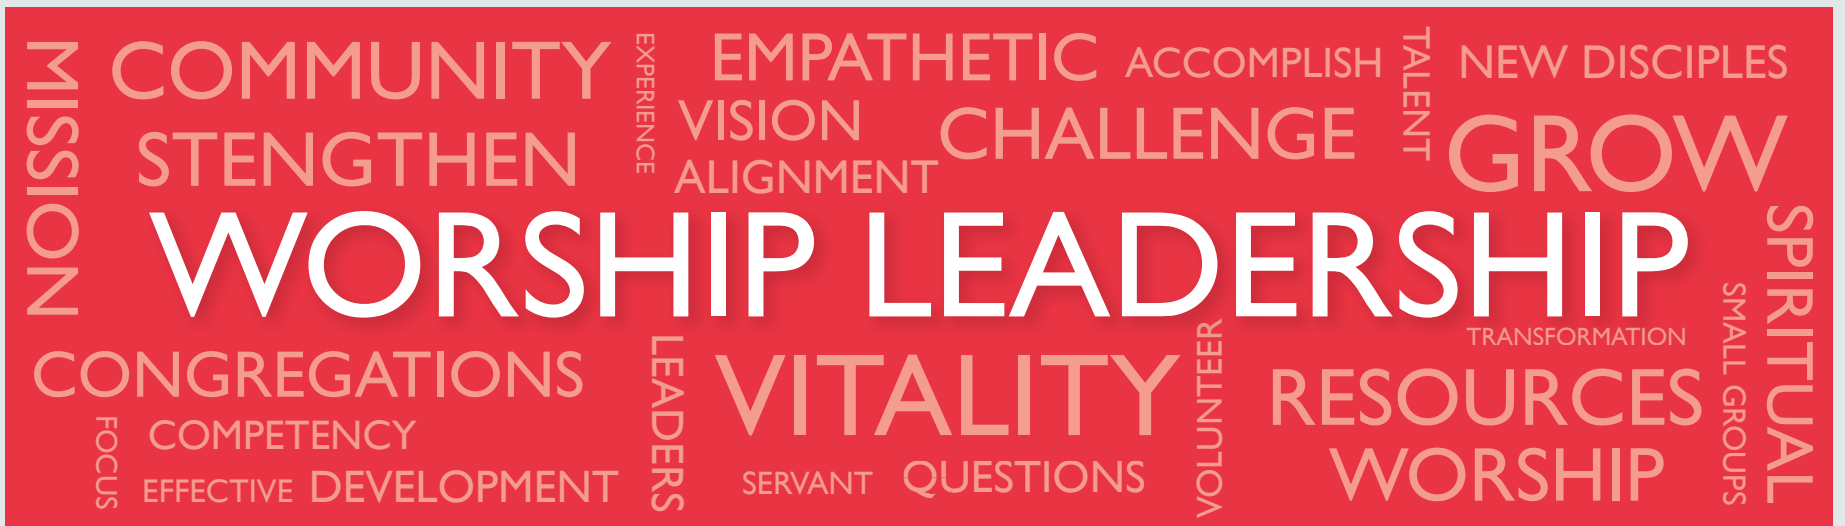 MISSION
COMMUNITY
EXPERIENCE
EMPATHETIC
ACCOMPLISH
TALENT
NEW DISCIPLES
STENGTHEN
VISION
CHALLENGE
GROW
ALIGNMENT
WORSHIP LEADERSHIP
SPIRITUAL
SMALL GROUPS
TRANSFORMATION
CONGREGATIONS
LEADERS
VITALITY
VOLUNTEER
RESOURCES
FOCUS
COMPETENCY
WORSHIP
EFFECTIVE
DEVELOPMENT
SERVANT
QUESTIONS